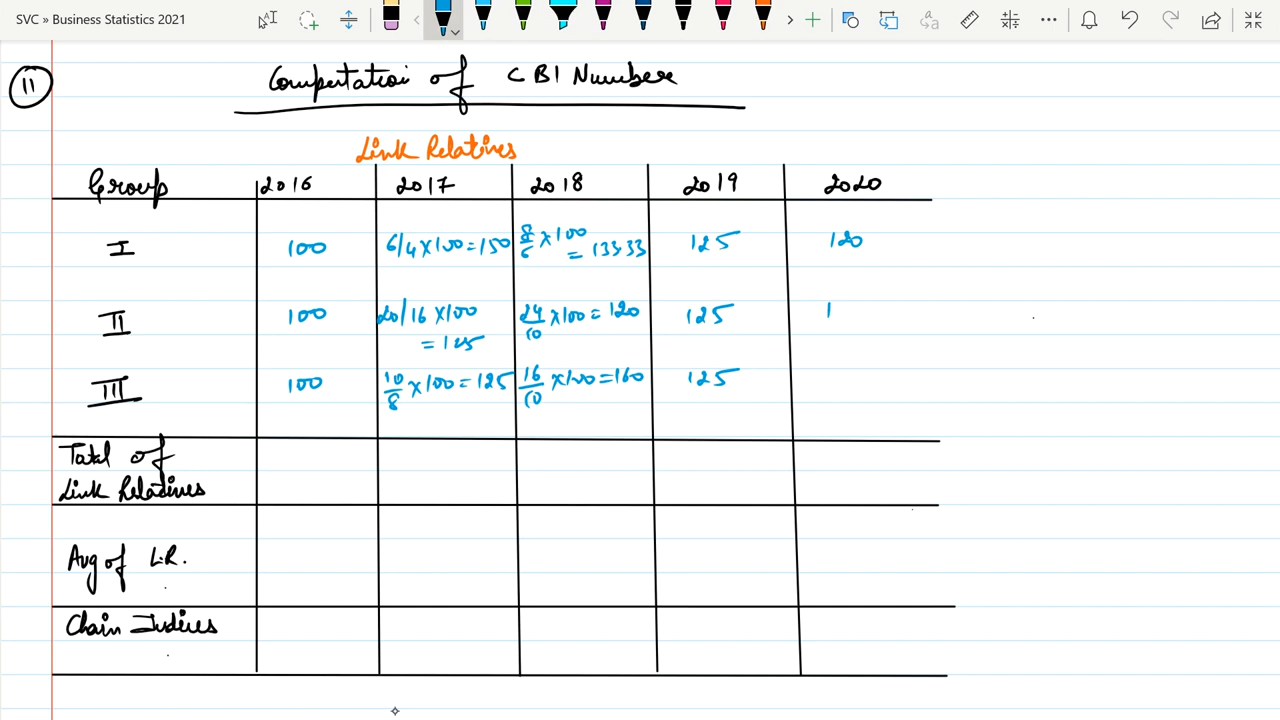 SVC » Business Statistics 2021
11 Computation of CBI Numbers
Link Relatives
Group 2016 2017 2018 2019 2020
I 100 6/4 × 100 = 150 8/6 × 100 = 133.33 125 120
II 100 20/16 × 100 = 125 24/20 × 100 = 120 125 1
III 100 10/8 × 100 = 125 16/10 × 100 = 160 125
Total of
Link Relatives
Avg of L.R.
Chain Indices